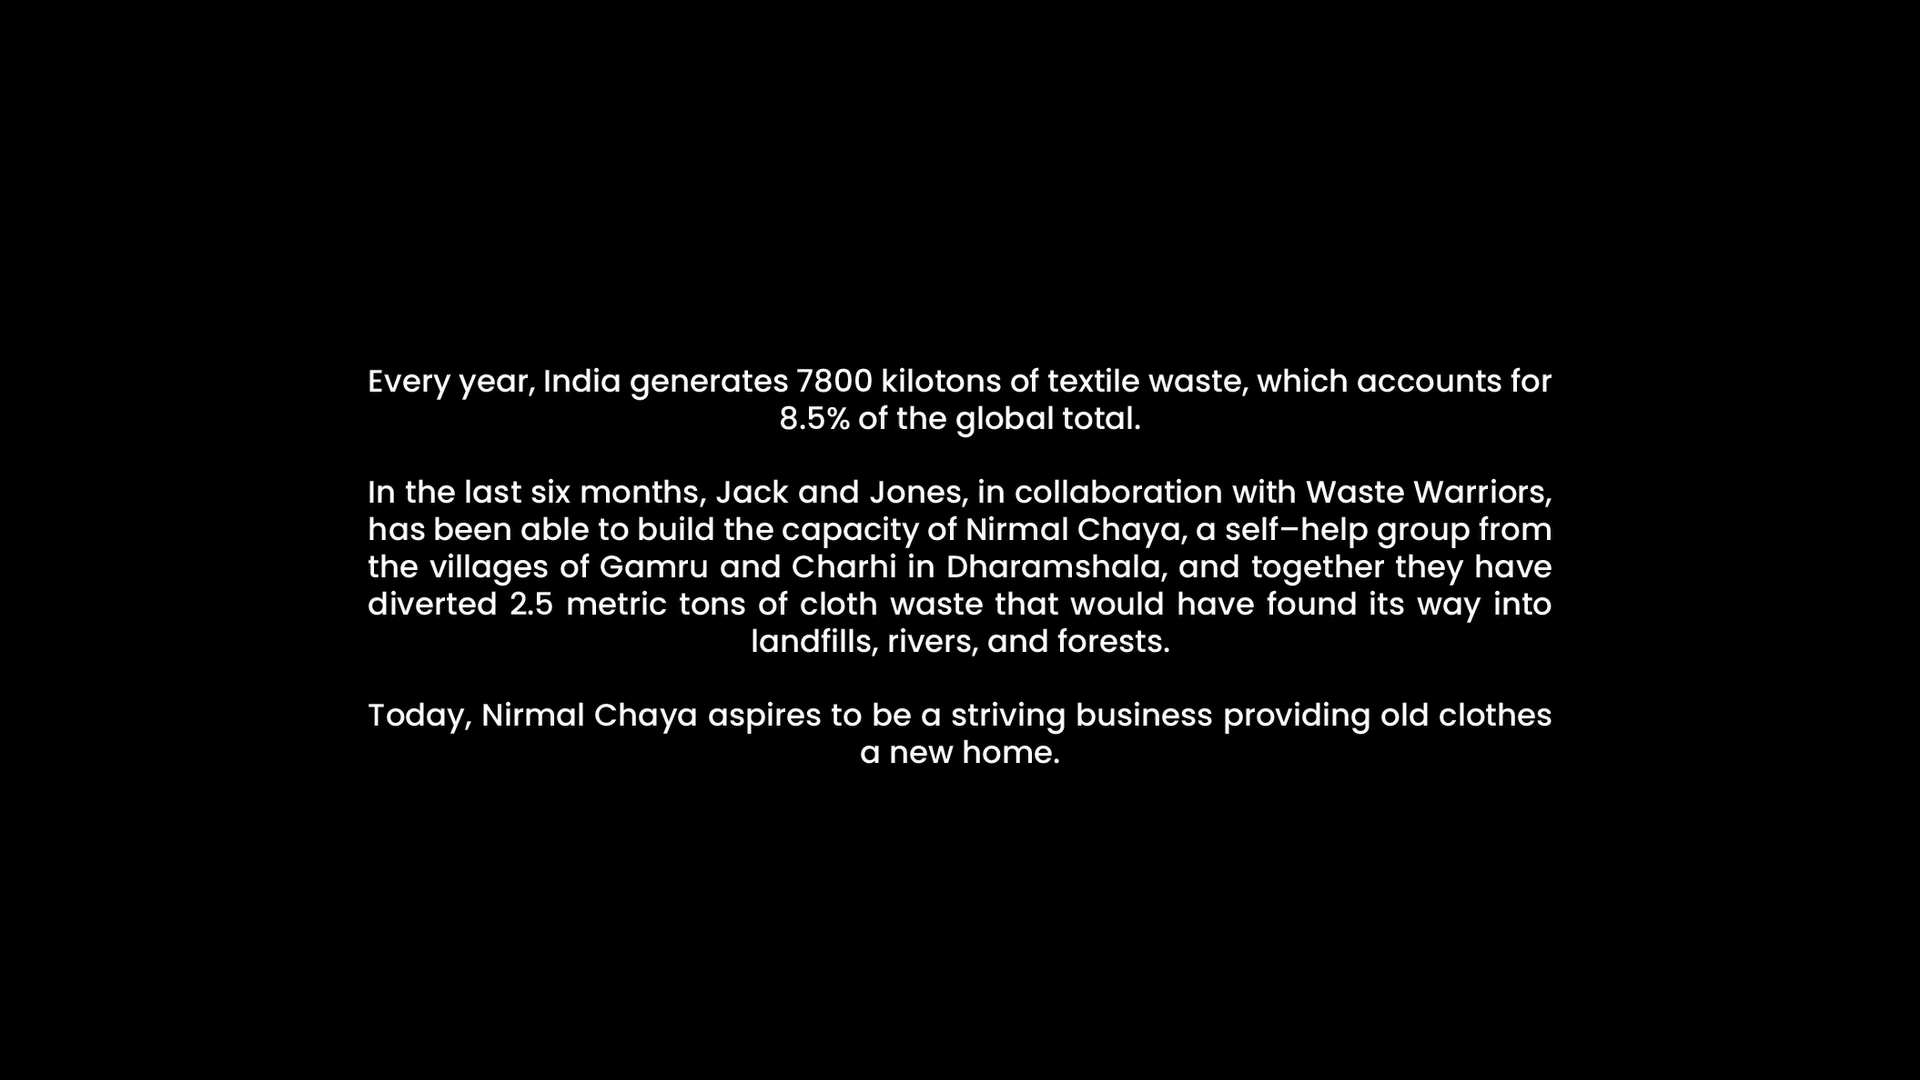 Every year, India generates 7800 kilotons of textile waste, which accounts for
8.5% of the global total.
In the last six months, Jack and Jones, in collaboration with Waste Warriors,
has been able to build the capacity of Nirmal Chaya, a self–help group from
the villages of Gamru and Charhi in Dharamshala, and together they have
diverted 2.5 metric tons of cloth waste that would have found its way into
landfills, rivers, and forests.
Today, Nirmal Chaya aspires to be a striving business providing old clothes
a new home.